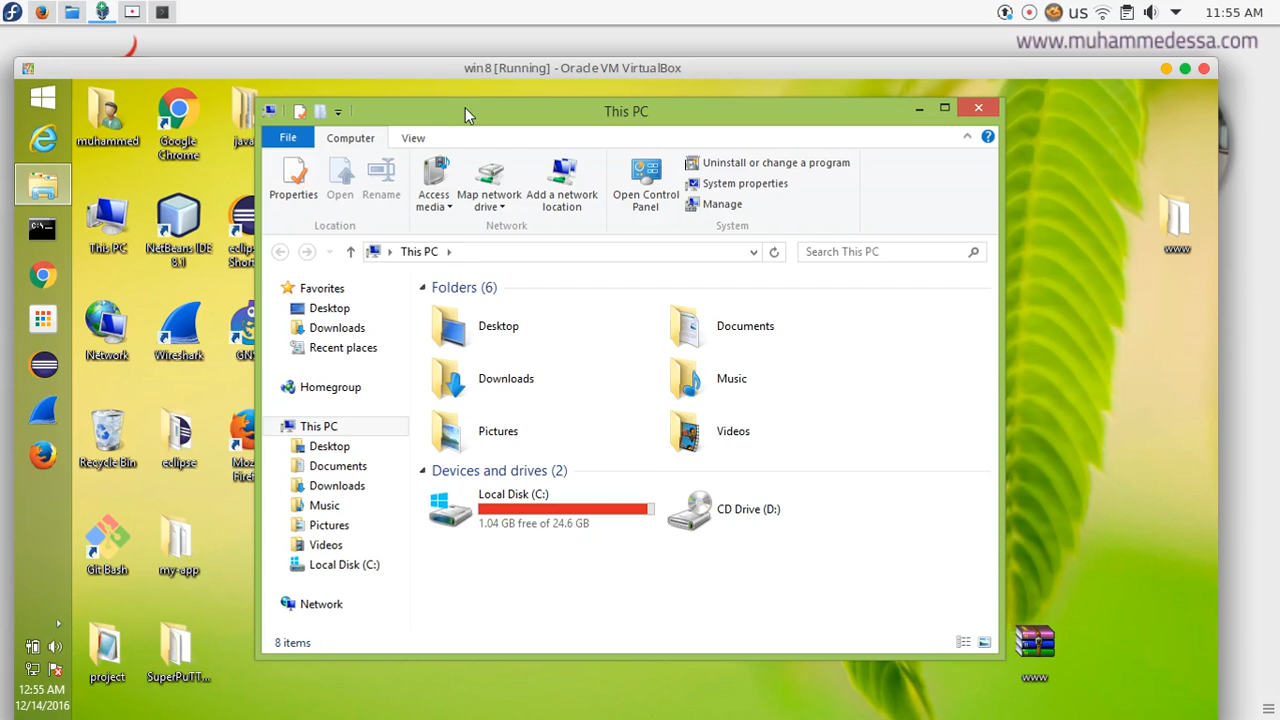 us
11:55 AM
www.muhammedessa.com
win8 [Running] - Oracle VM VirtualBox
This PC
File
Computer
View
Properties
Open
Rename
Access media
Map network drive
Add a network location
Open Control Panel
Uninstall or change a program
System properties
Manage
Location
Network
System
This PC
Search This PC
Favorites
Desktop
Downloads
Recent places
Homegroup
This PC
Desktop
Documents
Downloads
Music
Pictures
Videos
Local Disk (C:)
Network
Folders (6)
Desktop
Documents
Downloads
Music
Pictures
Videos
Devices and drives (2)
Local Disk (C:)
1.04 GB free of 24.6 GB
CD Drive (D:)
8 items
muhammed
Google Chrome
java
This PC
NetBeans IDE 8.1
eclip
Short
Network
Wireshark
GN
Recycle Bin
eclipse
Moz
Firef
Git Bash
my-app
project
SuperPuTT...
www
www
C:\
12:55 AM
12/14/2016